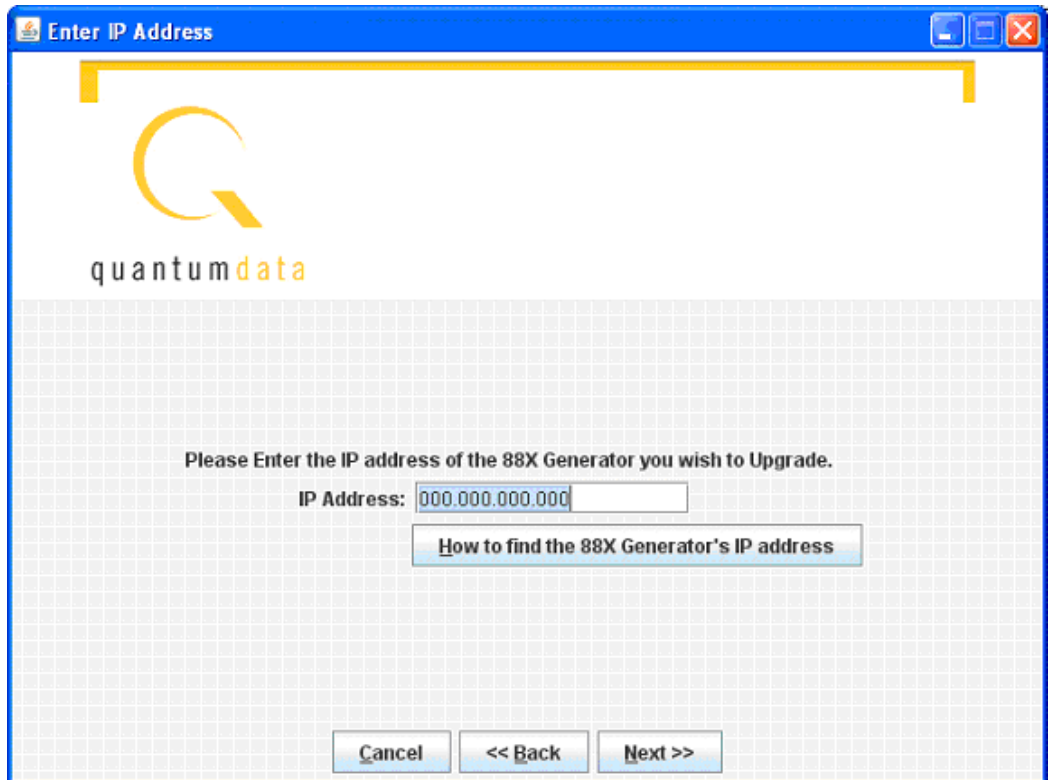 Enter IP Address
quantumdata
Please Enter the IP address of the 88X Generator you wish to Upgrade.
IP Address: 000.000.000.000
How to find the 88X Generator's IP address
Cancel << Back Next >>